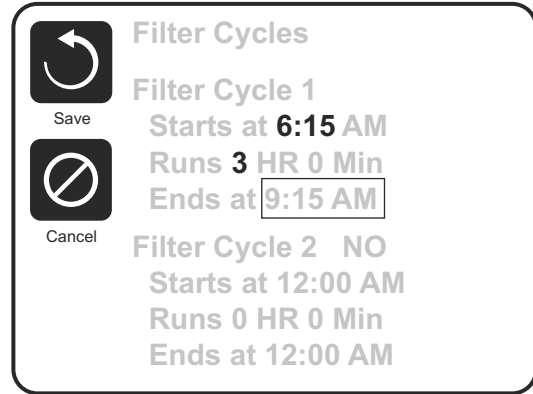 Filter Cycles
Filter Cycle 1
Save
Starts at 6:15 AM
Runs 3 HR 0 Min
Ends at 9:15 AM
Cancel
Filter Cycle 2 NO
Starts at 12:00 AM
Runs 0 HR 0 Min
Ends at 12:00 AM